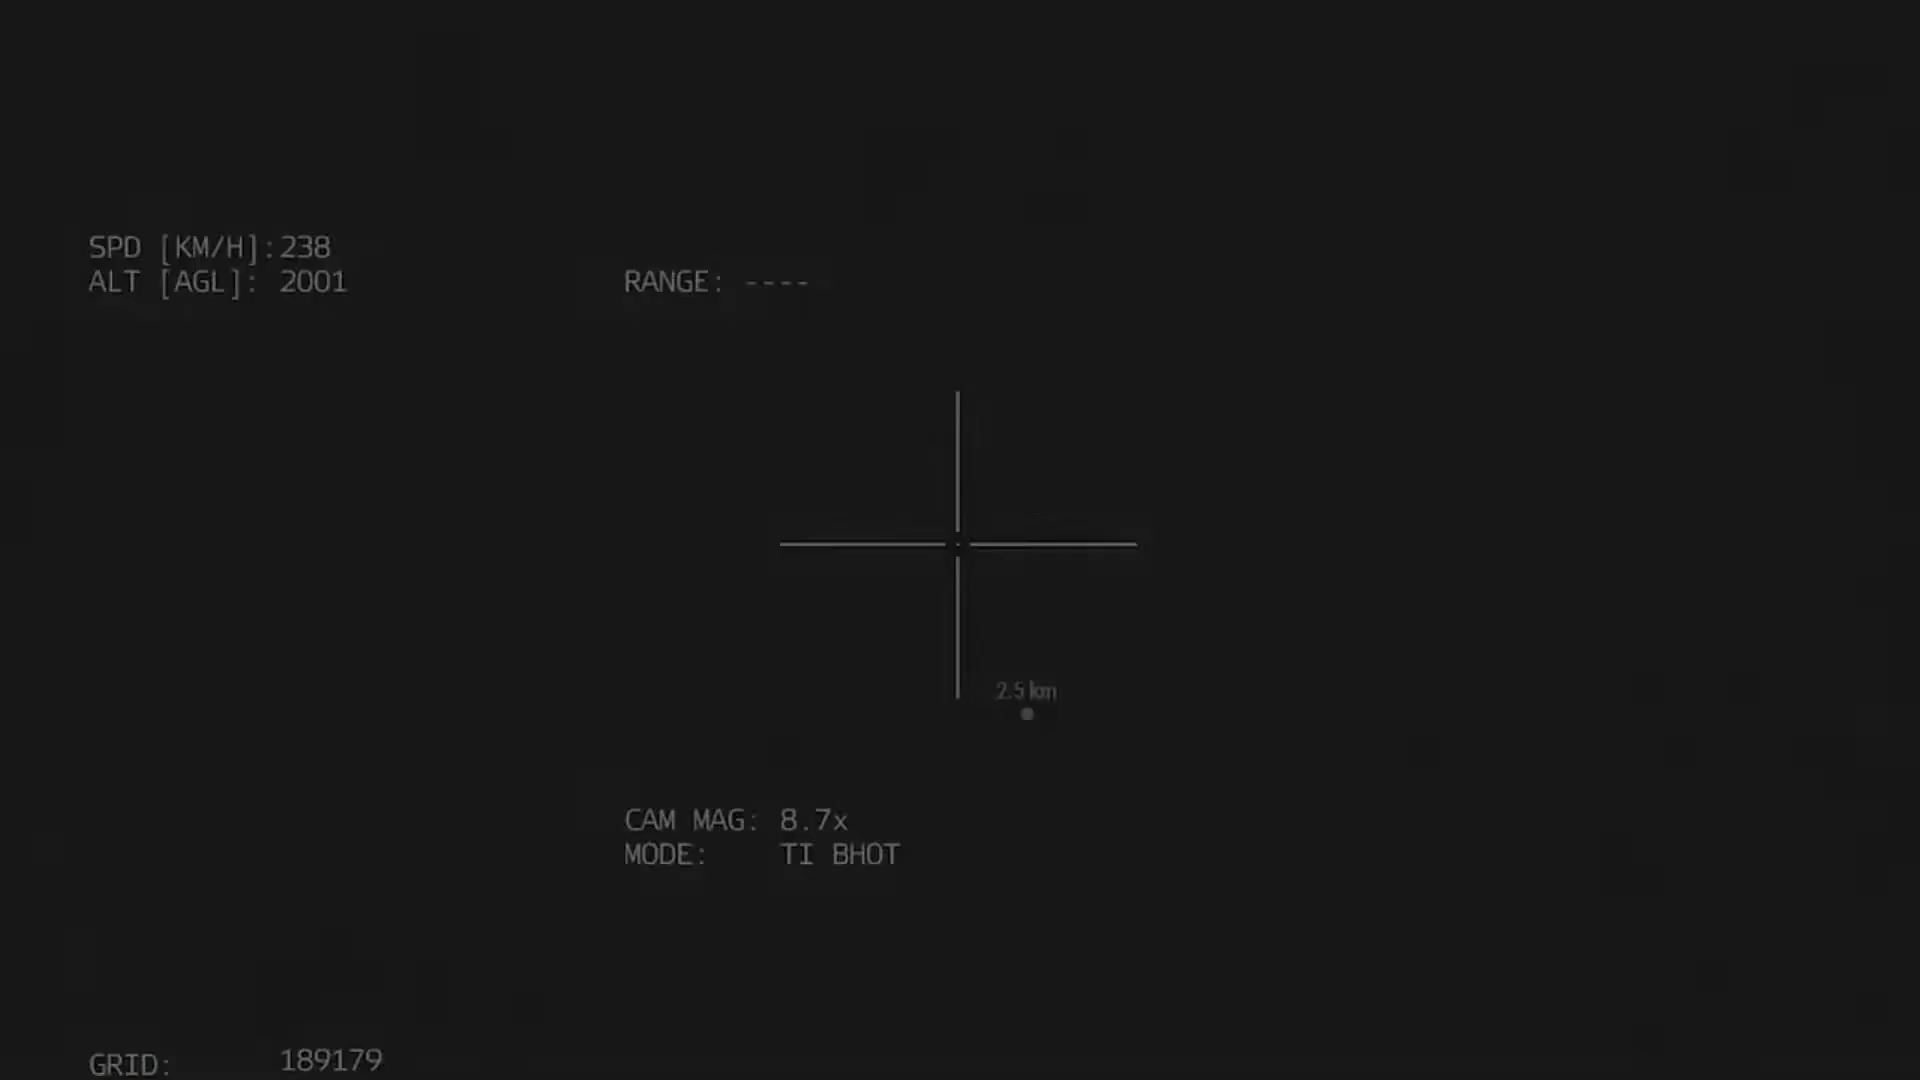 SPD [KM/H]:238
ALT [AGL]: 2001
RANGE: ----
2.5 km
CAM MAG: 8.7x
MODE: TI BHOT
GRID: 189179